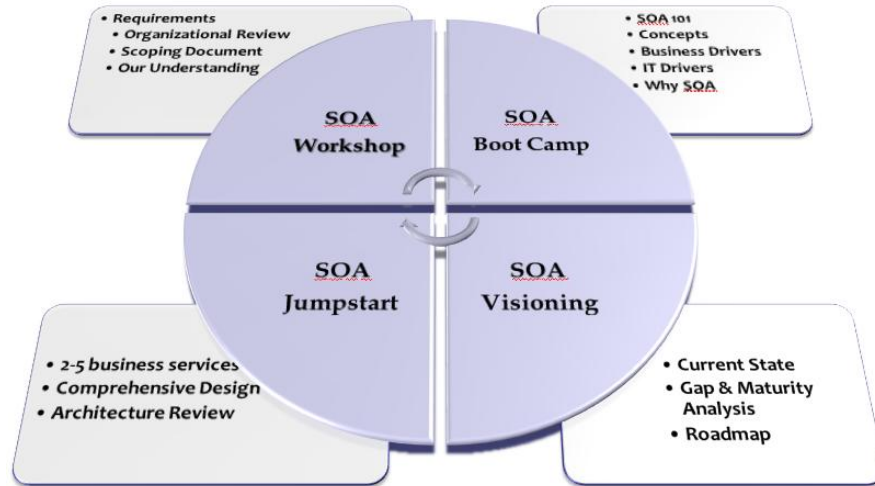 • Requirements
• Organizational Review
• Scoping Document
• Our Understanding
• SOA 101
• Concepts
• Business Drivers
• IT Drivers
• Why SOA
SOA
Workshop
SOA
Boot Camp
SOA
Jumpstart
SOA
Visioning
• 2-5 business services
• Comprehensive Design
• Architecture Review
• Current State
• Gap & Maturity
Analysis
• Roadmap